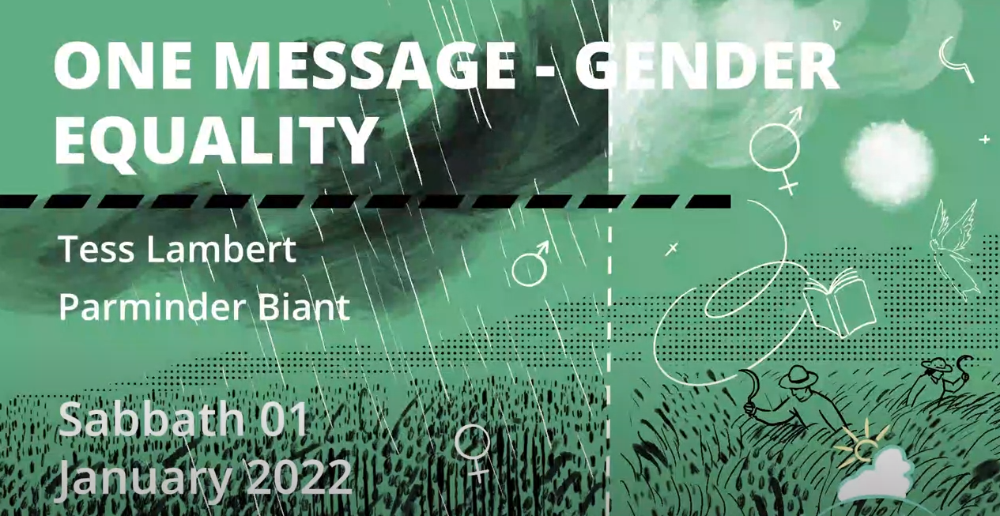 ONE MESSAGE - GENDER
EQUALITY
Tess Lambert
Parminder Biant
Sabbath 01
January 2022